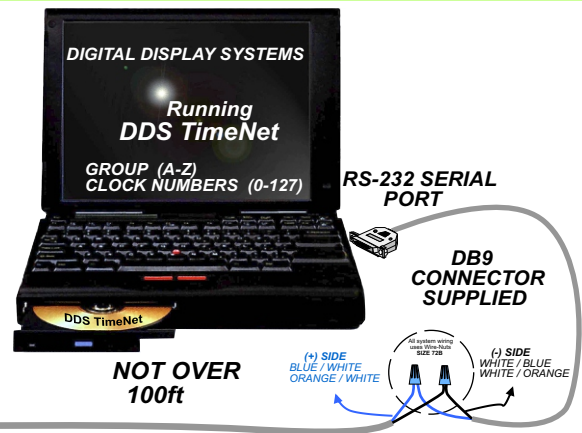 DIGITAL DISPLAY SYSTEMS
Running
DDS TimeNet
GROUP (A-Z)
CLOCK NUMBERS (0-127)
RS-232 SERIAL
PORT
DB9
CONNECTOR
SUPPLIED
DDS TimeNet
NOT OVER
100ft
All system wiring
uses Wire-Nuts
SIZE 72B
(+) SIDE
BLUE / WHITE
ORANGE / WHITE
(-) SIDE
WHITE / BLUE
WHITE / ORANGE